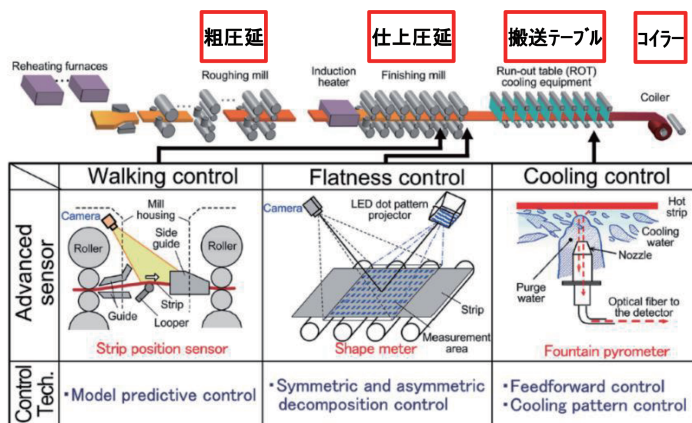 粗圧延
仕上圧延
搬送テーブル
コイラー
Reheating furnaces
Roughing mill
Induction
heater
Finishing mill
Run-out table (ROT)
cooling equipment
Coiler
Walking control
Flatness control
Cooling control
Advanced
sensor
Camera
Mill
housing
Side
guide
Roller
Roller
Guide
Strip
Looper
Strip position sensor
Camera
LED dot pattern
projector
Strip
Measurement
area
Shape meter
Hot
strip
Cooling
water
Nozzle
Purge
water
Optical fiber to
the detector
Fountain pyrometer
Control
Tech.
・Model predictive control
・Symmetric and asymmetric
decomposition control
・Feedforward control
・Cooling pattern control